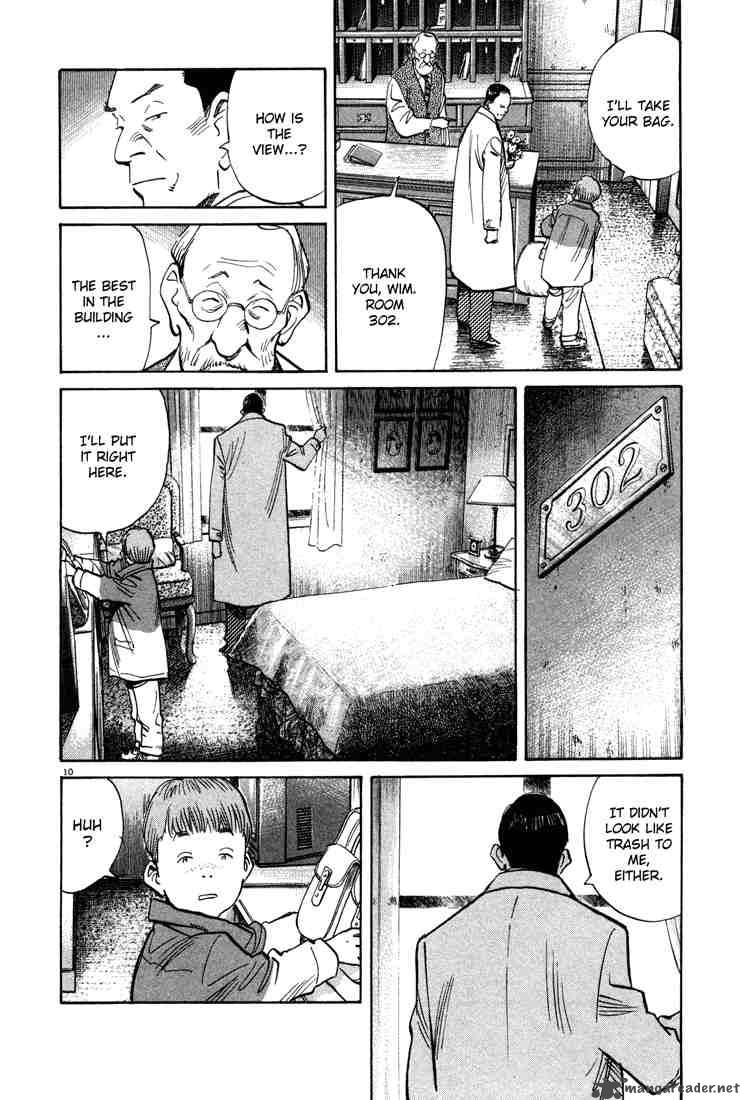 I'LL TAKE
YOUR BAG.
THANK
YOU, WIM.
ROOM
302.
HOW IS
THE
VIEW...?
THE BEST
IN THE
BUILDING
...
302
I'LL PUT
IT RIGHT
HERE.
10
IT DIDN'T
LOOK LIKE
TRASH TO
ME,
EITHER.
HUH
?
mangareader.net